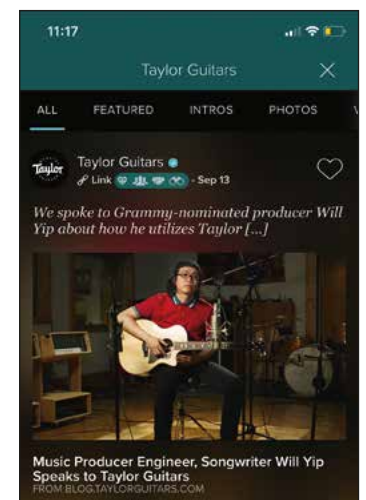 11:17
Taylor Guitars
ALL FEATURED INTROS PHOTOS
Taylor
Taylor Guitars
Link - Sep 13
We spoke to Grammy-nominated producer Will
Yip about how he utilizes Taylor [...]
Music Producer Engineer, Songwriter Will Yip
Speaks to Taylor Guitars
FROM BLOG.TAYLORGUITARS.COM